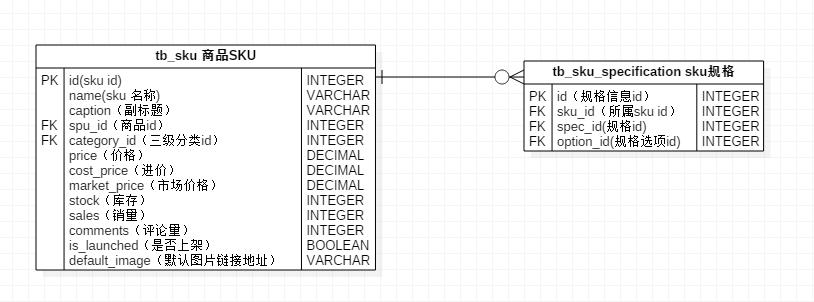 tb_sku 商品SKU
PK id(sku id) INTEGER
name(sku 名称) VARCHAR
caption（副标题） VARCHAR
FK spu_id（商品id） INTEGER
FK category_id（三级分类id） INTEGER
price（价格） DECIMAL
cost_price（进价） DECIMAL
market_price（市场价格） DECIMAL
stock（库存） INTEGER
sales（销量） INTEGER
comments（评论量） INTEGER
is_launched（是否上架） BOOLEAN
default_image（默认图片链接地址） VARCHAR
tb_sku_specification sku规格
PK id（规格信息id） INTEGER
FK sku_id（所属sku id） INTEGER
FK spec_id(规格id) INTEGER
FK option_id(规格选项id) INTEGER